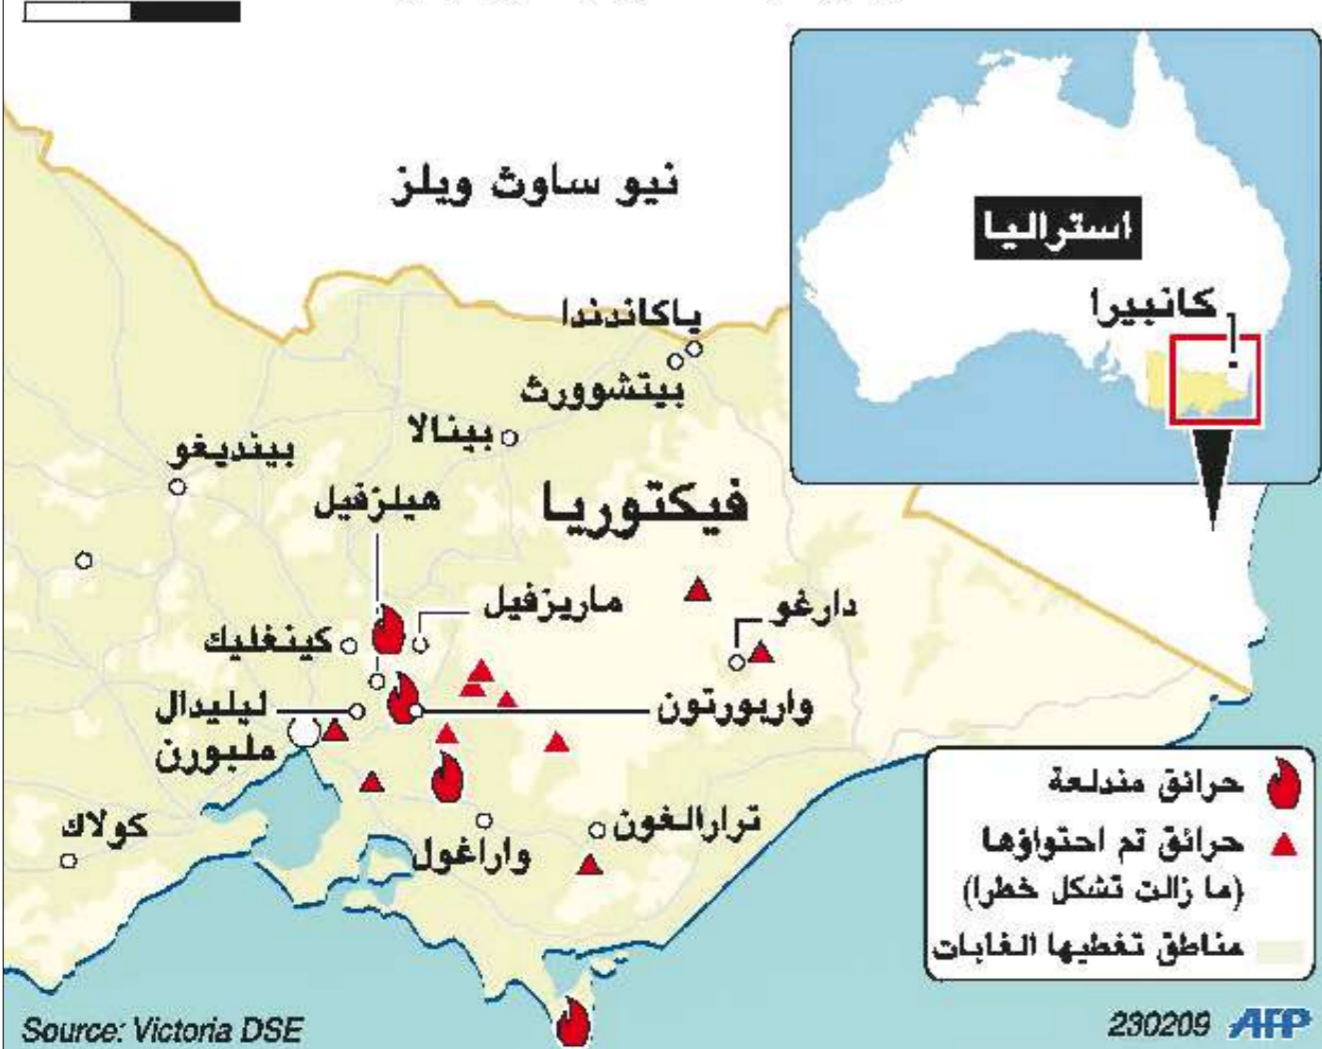 نيو ساوث ويلز
استراليا
كانبيرا
ياكاندندا
بيتشوورث
بينالا
بينديغو
هيلزفيل
فيكتوريا
ماريزفيل
دارغو
كينغليك
ليليدال
واربورتون
ملبورن
كولاك
واراغول
ترارالغون
حرائق مندلعة
حرائق تم احتواؤها
(ما زالت تشكل خطرا)
مناطق تغطيها الغابات
Source: Victoria DSE
230209 AFP